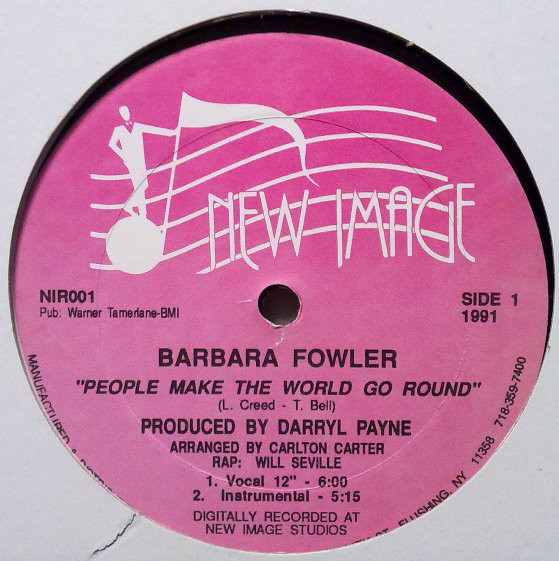 NEW IMAGE
NIR001
Pub: Warner Tamerlane-BMI
SIDE 1
1991
BARBARA FOWLER
"PEOPLE MAKE THE WORLD GO ROUND"
(L. Creed - T. Bell)
PRODUCED BY DARRYL PAYNE
ARRANGED BY CARLTON CARTER
RAP: WILL SEVILLE
1. Vocal 12" - 6:00
2. Instrumental - 5:15
DIGITALLY RECORDED AT
NEW IMAGE STUDIOS
MANUFACTURED &
FLUSHING, NY 11358 718-359-7400